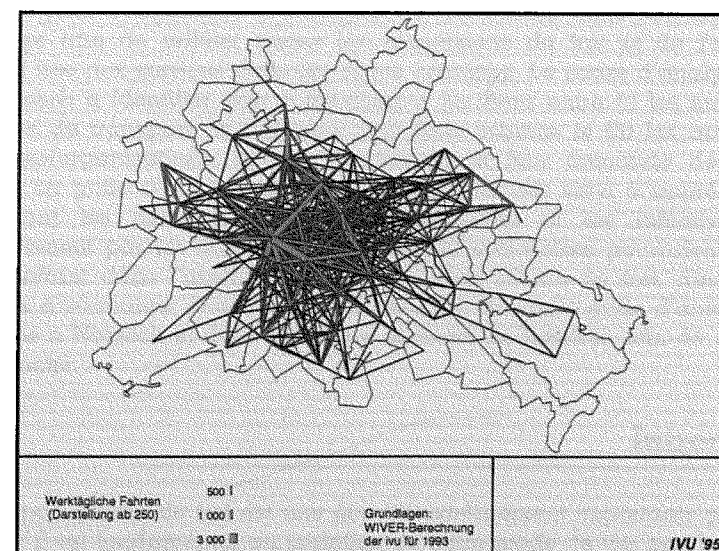 Werktägliche Fahrten
(Darstellung ab 250)
500
1 000
3 000
Grundlagen:
WIVER-Berechnung
der ivu für 1993
IVU '95